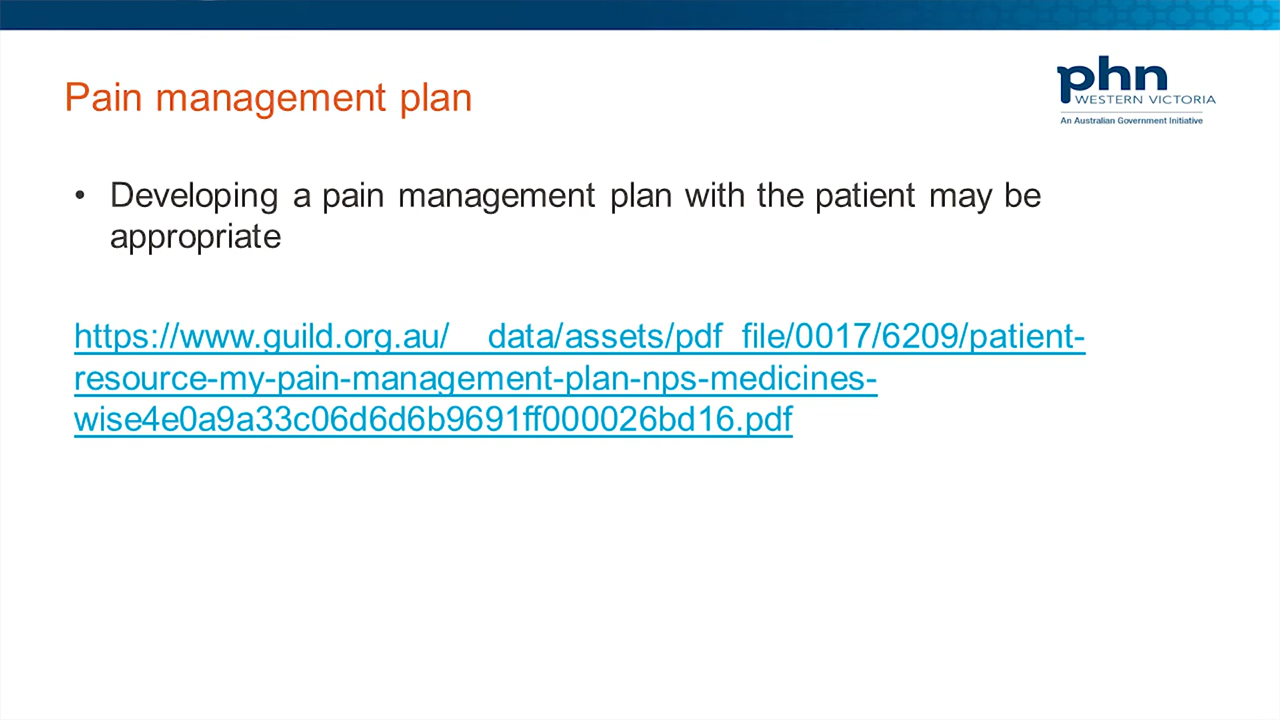 Pain management plan
phn
WESTERN VICTORIA
An Australian Government Initiative
• Developing a pain management plan with the patient may be
appropriate
https://www.guild.org.au/__data/assets/pdf_file/0017/6209/patient-
resource-my-pain-management-plan-nps-medicines-
wise4e0a9a33c06d6d6b9691ff000026bd16.pdf